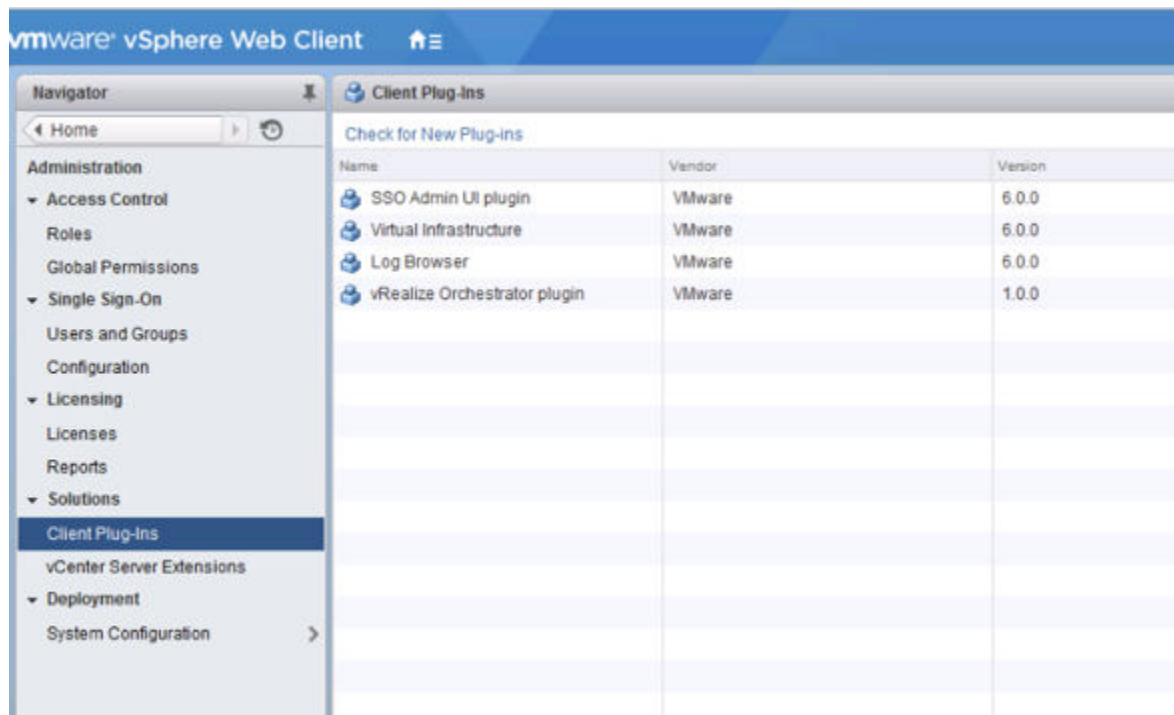 vmware vSphere Web Client
Navigator
Home
Administration
Access Control
Roles
Global Permissions
Single Sign-On
Users and Groups
Configuration
Licensing
Licenses
Reports
Solutions
Client Plug-Ins
vCenter Server Extensions
Deployment
System Configuration
Client Plug-Ins
Check for New Plug-ins
Name Vendor Version
SSO Admin UI plugin VMware 6.0.0
Virtual Infrastructure VMware 6.0.0
Log Browser VMware 6.0.0
vRealize Orchestrator plugin VMware 1.0.0